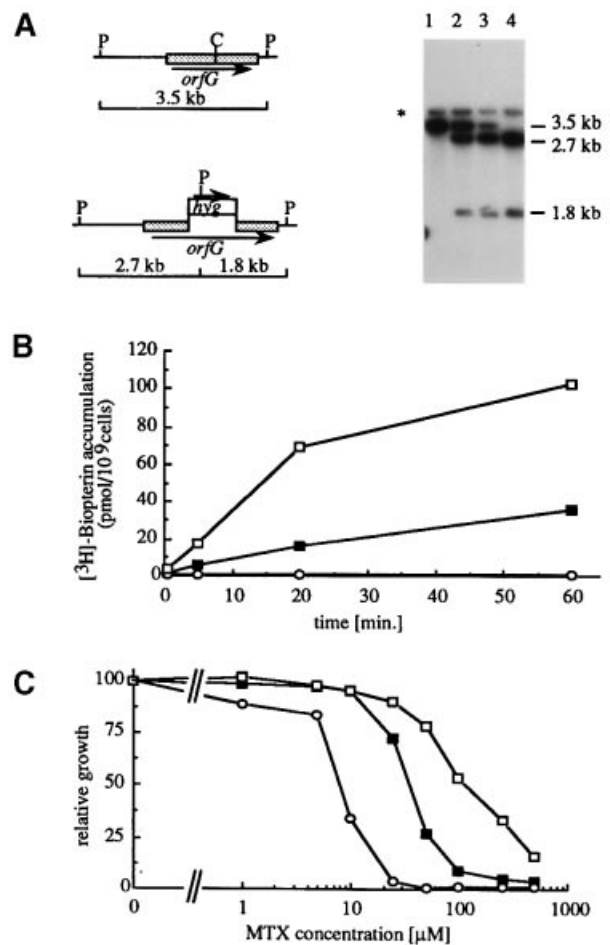 A
P C P
orfG
3.5 kb
P
P hyg P
orfG
2.7 kb 1.8 kb
1 2 3 4
*
3.5 kb
2.7 kb
1.8 kb
B
[³H]-Biopterin accumulation
(pmol/10⁹cells)
120
100
80
60
40
20
0
0 10 20 30 40 50 60
time [min.]
C
relative growth
100
75
50
25
0
0 1 10 100 1000
MTX concentration [μM]